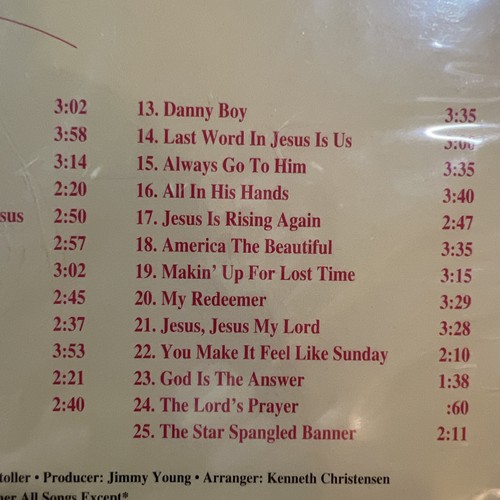 3:02 13. Danny Boy 3:35
3:58 14. Last Word In Jesus Is Us
3:14 15. Always Go To Him 3:35
2:20 16. All In His Hands 3:40
sus 2:50 17. Jesus Is Rising Again 2:47
2:57 18. America The Beautiful 3:35
3:02 19. Makin' Up For Lost Time 3:15
2:45 20. My Redeemer 3:29
2:37 21. Jesus, Jesus My Lord 3:28
3:53 22. You Make It Feel Like Sunday 2:10
2:21 23. God Is The Answer 1:38
2:40 24. The Lord's Prayer :60
25. The Star Spangled Banner 2:11
toller • Producer: Jimmy Young • Arranger: Kenneth Christensen
ner All Songs Except*